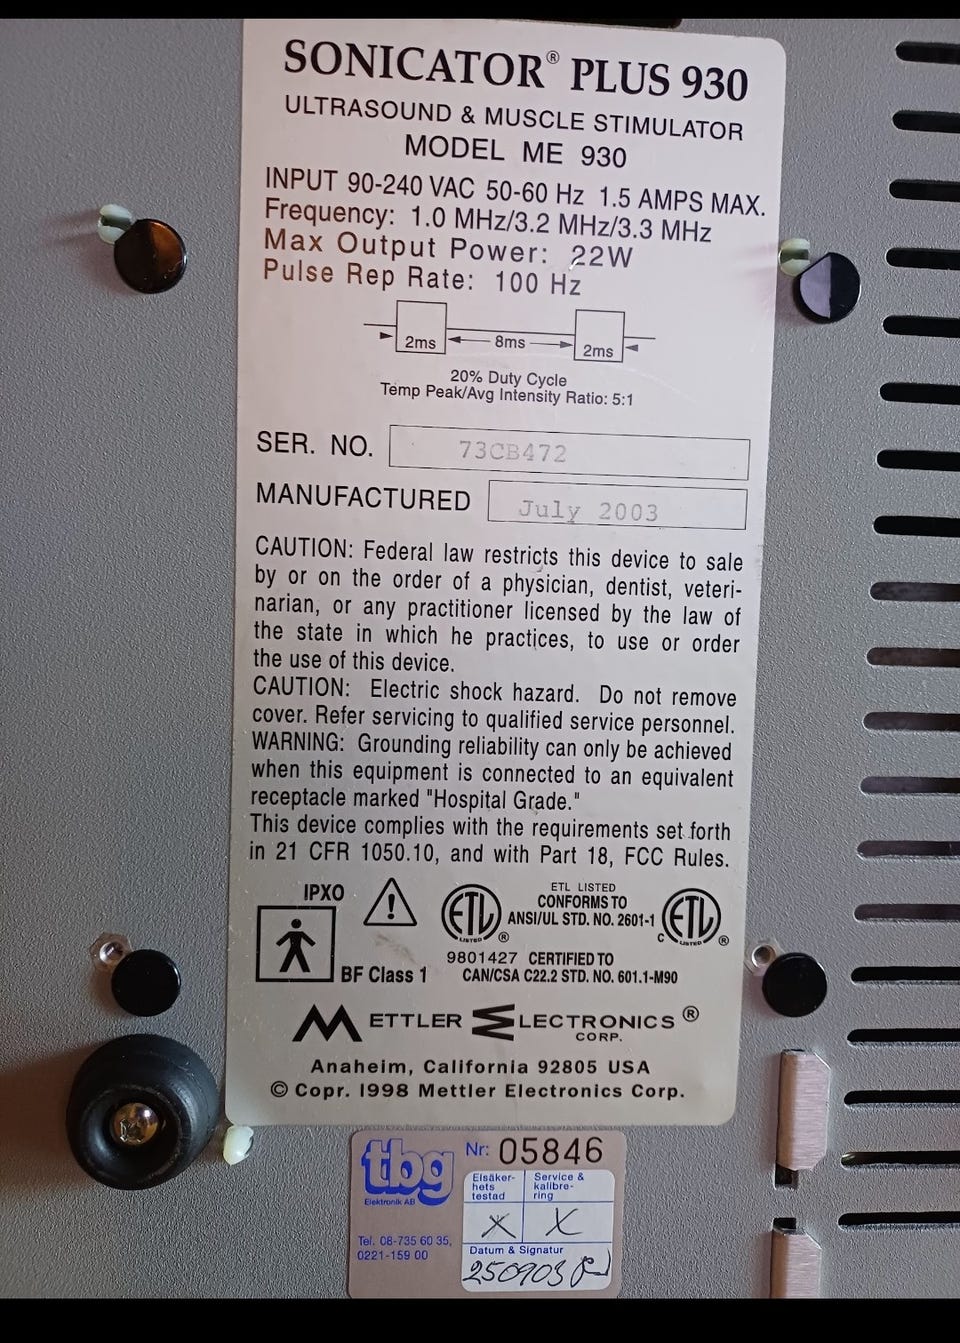 SONICATOR® PLUS 930
ULTRASOUND & MUSCLE STIMULATOR
MODEL ME 930
INPUT 90-240 VAC 50-60 Hz 1.5 AMPS MAX.
Frequency: 1.0 MHz/3.2 MHz/3.3 MHz
Max Output Power: 22W
Pulse Rep Rate: 100 Hz
2ms 8ms 2ms
20% Duty Cycle
Temp Peak/Avg Intensity Ratio: 5:1
SER. NO. 73CB472
MANUFACTURED July 2003
CAUTION: Federal law restricts this device to sale
by or on the order of a physician, dentist, veteri-
narian, or any practitioner licensed by the law of
the state in which he practices, to use or order
the use of this device.
CAUTION: Electric shock hazard. Do not remove
cover. Refer servicing to qualified service personnel.
WARNING: Grounding reliability can only be achieved
when this equipment is connected to an equivalent
receptacle marked "Hospital Grade."
This device complies with the requirements set forth
in 21 CFR 1050.10, and with Part 18, FCC Rules.
IPXO
BF Class 1
ETL LISTED ®
ETL LISTED
CONFORMS TO
ANSI/UL STD. NO. 2601-1
C ETL LISTED ®
9801427 CERTIFIED TO
CAN/CSA C22.2 STD. NO. 601.1-M90
METTLER ELECTRONICS ®
CORP.
Anaheim, California 92805 USA
© Copr. 1998 Mettler Electronics Corp.
tbg
Elektronik AB
Tel. 08-735 60 35,
0221-159 00
Nr: 05846
Elsäker-
hets
testad
Service &
kalibre-
ring
X X
Datum & Signatur
250903